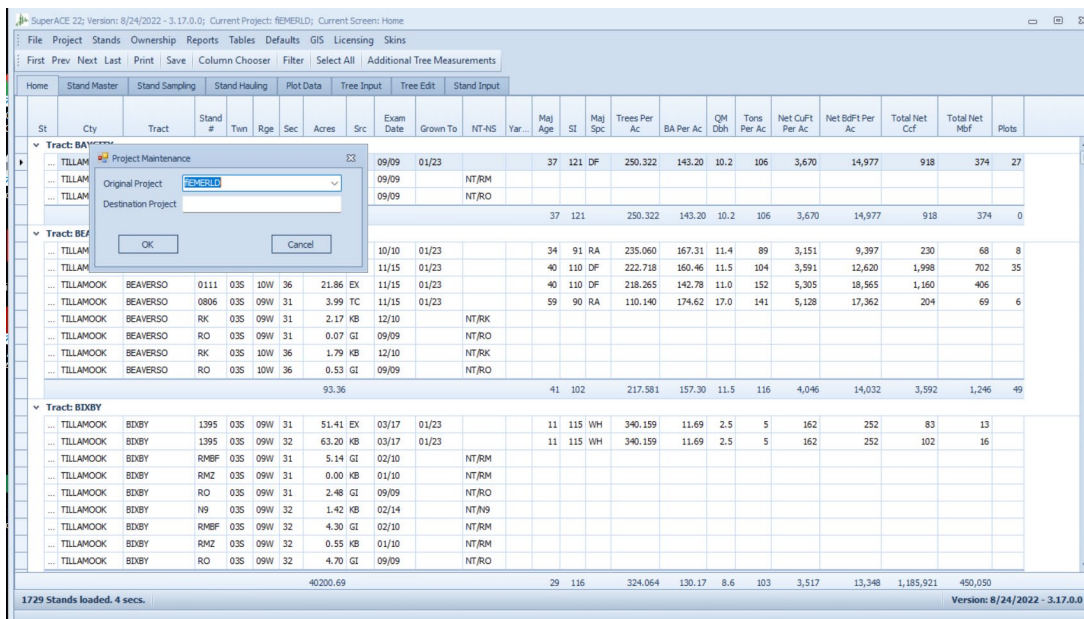 SuperACE 22; Version: 8/24/2022 - 3.17.0.0; Current Project: fiEMERLD; Current Screen: Home
File Project Stands Ownership Reports Tables Defaults GIS Licensing Skins
First Prev Next Last Print Save Column Chooser Filter Select All Additional Tree Measurements
Home Stand Master Stand Sampling Stand Hauling Plot Data Tree Input Tree Edit Stand Input
St Cty Tract Stand # Twn Rge Sec Acres Src Exam Date Grown To NT-NS Yar... Maj Age SI Maj Spc Trees Per Ac BA Per Ac QM Dbh Tons Per Ac Net CuFt Per Ac Net BdFt Per Ac Total Net Ccf Total Net Mbf Plots
Tract: BAYCITY
... TILLAM 09/09 01/23 37 121 DF 250.322 143.20 10.2 106 3,670 14,977 918 374 27
... TILLAM 09/09 NT/RM
... TILLAM 09/09 NT/RO
37 121 250.322 143.20 10.2 106 3,670 14,977 918 374 0
Project Maintenance
Original Project fiEMERLD
Destination Project
OK Cancel
Tract: BEA
... TILLAM 10/10 01/23 34 91 RA 235.060 167.31 11.4 89 3,151 9,397 230 68 8
... TILLAM 11/15 01/23 40 110 DF 222.718 160.46 11.5 104 3,591 12,620 1,998 702 35
... TILLAMOOK BEAVERSO 0111 03S 10W 36 21.86 EX 11/15 01/23 40 110 DF 218.265 142.78 11.0 152 5,305 18,565 1,160 406
... TILLAMOOK BEAVERSO 0806 03S 09W 31 3.99 TC 11/15 01/23 59 90 RA 110.140 174.62 17.0 141 5,128 17,362 204 69 6
... TILLAMOOK BEAVERSO RK 03S 09W 31 2.17 KB 12/10 NT/RK
... TILLAMOOK BEAVERSO RO 03S 09W 31 0.07 GI 09/09 NT/RO
... TILLAMOOK BEAVERSO RK 03S 10W 36 1.79 KB 12/10 NT/RK
... TILLAMOOK BEAVERSO RO 03S 10W 36 0.53 GI 09/09 NT/RO
93.36 41 102 217.581 157.30 11.5 116 4,046 14,032 3,592 1,246 49
Tract: BIXBY
... TILLAMOOK BIXBY 1395 03S 09W 31 51.41 EX 03/17 01/23 11 115 WH 340.159 11.69 2.5 5 162 252 83 13
... TILLAMOOK BIXBY 1395 03S 09W 32 63.20 KB 03/17 01/23 11 115 WH 340.159 11.69 2.5 5 162 252 102 16
... TILLAMOOK BIXBY RMBF 03S 09W 31 5.14 GI 02/10 NT/RM
... TILLAMOOK BIXBY RMZ 03S 09W 31 0.00 KB 01/10 NT/RM
... TILLAMOOK BIXBY RO 03S 09W 31 2.48 GI 09/09 NT/RO
... TILLAMOOK BIXBY N9 03S 09W 32 1.42 KB 02/14 NT/N9
... TILLAMOOK BIXBY RMBF 03S 09W 32 4.30 GI 02/10 NT/RM
... TILLAMOOK BIXBY RMZ 03S 09W 32 0.55 KB 01/10 NT/RM
... TILLAMOOK BIXBY RO 03S 09W 32 4.70 GI 09/09 NT/RO
40200.69 29 116 324.064 130.17 8.6 103 3,517 13,348 1,185,921 450,050
1729 Stands loaded. 4 secs. Version: 8/24/2022 - 3.17.0.0